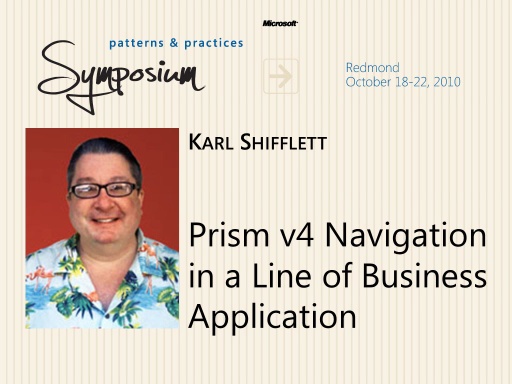 Microsoft
patterns & practices
Symposium
Redmond
October 18-22, 2010
KARL SHIFFLETT
Prism v4 Navigation
in a Line of Business
Application